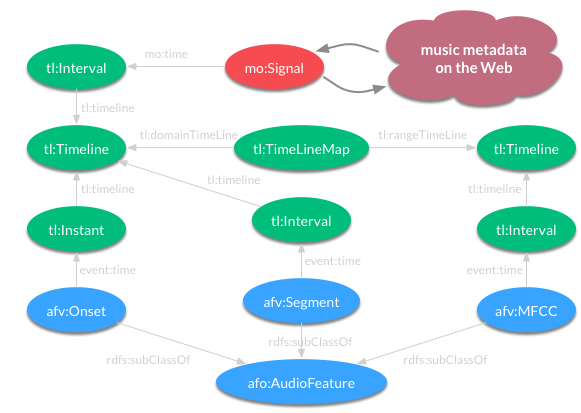 mo:time
music metadata
on the Web
tl:Interval
mo:Signal
tl:timeline
tl:domainTimeLine
tl:rangeTimeLine
tl:Timeline
tl:TimeLineMap
tl:Timeline
tl:timeline
tl:timeline
tl:timeline
tl:Instant
tl:Interval
tl:Interval
event:time
event:time
event:time
afv:Onset
afv:Segment
afv:MFCC
rdfs:subClassOf
rdfs:subClassOf
rdfs:subClassOf
afo:AudioFeature